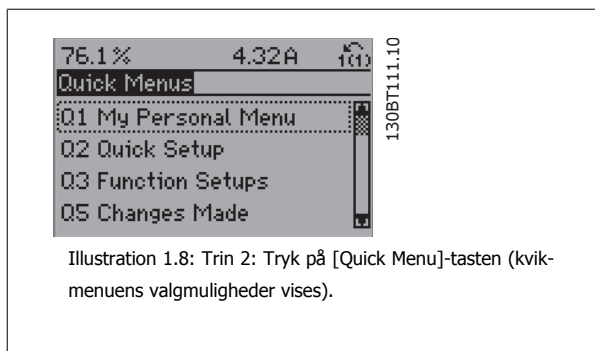 76.1% 4.32A 1(1)
Quick Menus
Q1 My Personal Menu
Q2 Quick Setup
Q3 Function Setups
Q5 Changes Made
130BT111.10
Illustration 1.8: Trin 2: Tryk på [Quick Menu]-tasten (kvik-
menuens valgmuligheder vises).